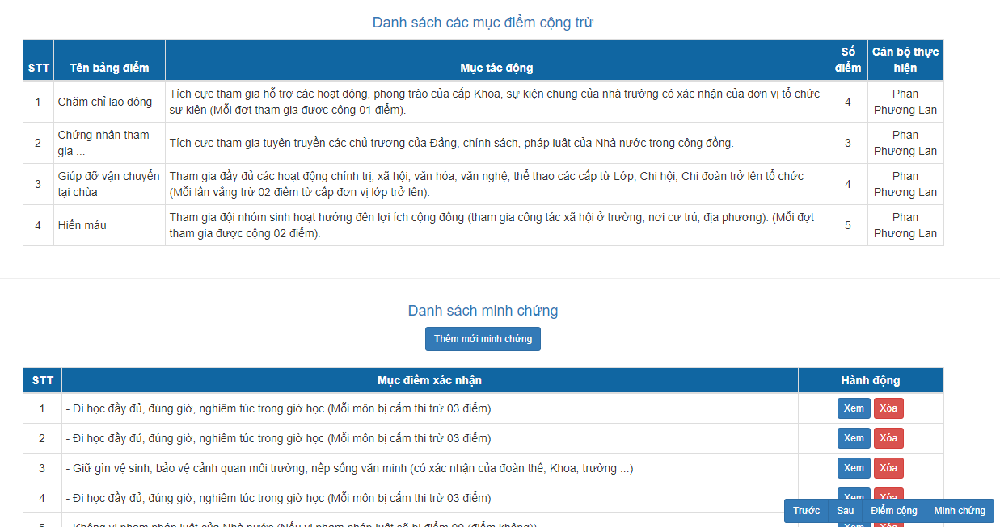 Danh sách các mục điểm cộng trừ
STT Tên bảng điểm Mục tác động Số điểm Cán bộ thực hiện
1 Chăm chỉ lao động Tích cực tham gia hỗ trợ các hoạt động, phong trào của cấp Khoa, sự kiện chung của nhà trường có xác nhận của đơn vị tổ chức sự kiện (Mỗi đợt tham gia được cộng 01 điểm). 4 Phan Phương Lan
2 Chứng nhận tham gia ... Tích cực tham gia tuyên truyền các chủ trương của Đảng, chính sách, pháp luật của Nhà nước trong cộng đồng. 3 Phan Phương Lan
3 Giúp đỡ vận chuyển tại chùa Tham gia đầy đủ các hoạt động chính trị, xã hội, văn hóa, văn nghệ, thể thao các cấp từ Lớp, Chi hội, Chi đoàn trở lên tổ chức (Mỗi lần vắng trừ 02 điểm từ cấp đơn vị lớp trở lên). 4 Phan Phương Lan
4 Hiến máu Tham gia đội nhóm sinh hoạt hướng đến lợi ích cộng đồng (tham gia công tác xã hội ở trường, nơi cư trú, địa phương). (Mỗi đợt tham gia được cộng 02 điểm). 5 Phan Phương Lan
Danh sách minh chứng
Thêm mới minh chứng
STT Mục điểm xác nhận Hành động
1 - Đi học đầy đủ, đúng giờ, nghiêm túc trong giờ học (Mỗi môn bị cấm thi trừ 03 điểm) Xem Xóa
2 - Đi học đầy đủ, đúng giờ, nghiêm túc trong giờ học (Mỗi môn bị cấm thi trừ 03 điểm) Xem Xóa
3 - Giữ gìn vệ sinh, bảo vệ cảnh quan môi trường, nếp sống văn minh (có xác nhận của đoàn thể, Khoa, trường ...) Xem Xóa
4 - Đi học đầy đủ, đúng giờ, nghiêm túc trong giờ học (Mỗi môn bị cấm thi trừ 03 điểm) Xem Xóa
Trước Sau Điểm cộng Minh chứng
5 - Không vi phạm pháp luật của Nhà nước (Nếu vi phạm pháp luật sẽ bị điểm 00 (điểm không)) Xem Xóa